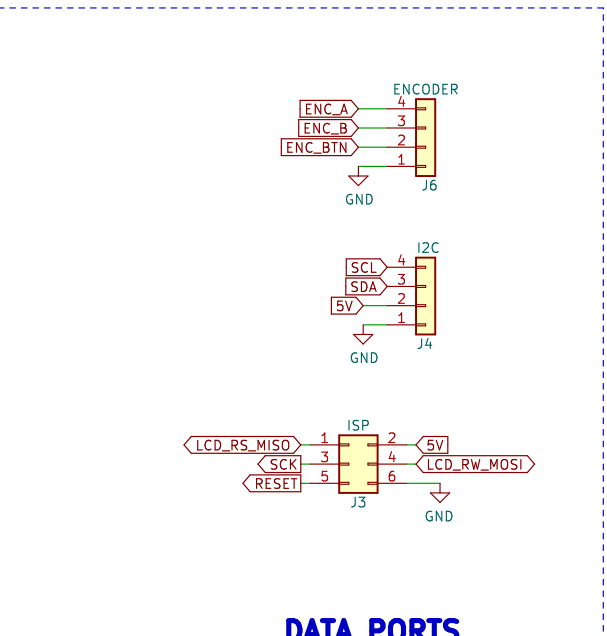 ENCODER
ENC_A 4
ENC_B 3
ENC_BTN 2
1
GND
J6
I2C
SCL 4
SDA 3
5V 2
1
GND
J4
ISP
LCD_RS_MISO 1 2 5V
SCK 3 4 LCD_RW_MOSI
RESET 5 6
J3
GND
DATA PORTS